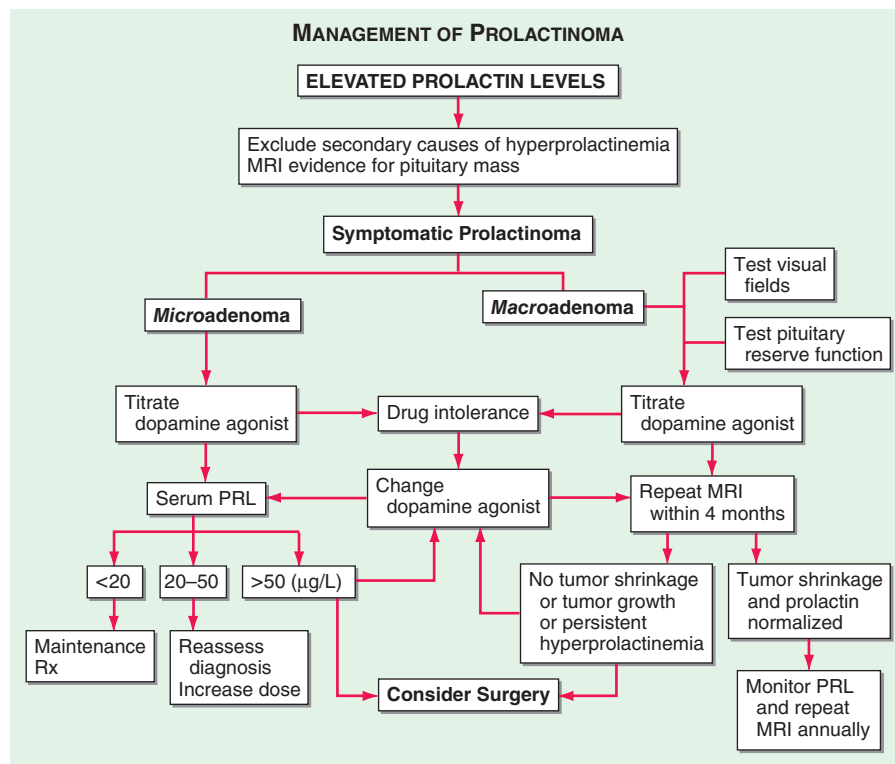 MANAGEMENT OF PROLACTINOMA
ELEVATED PROLACTIN LEVELS
Exclude secondary causes of hyperprolactinemia
MRI evidence for pituitary mass
Symptomatic Prolactinoma
Microadenoma
Macroadenoma
Test visual
fields
Test pituitary
reserve function
Titrate
dopamine agonist
Drug intolerance
Titrate
dopamine agonist
Serum PRL
Change
dopamine agonist
Repeat MRI
within 4 months
<20
20–50
>50 (μg/L)
No tumor shrinkage
or tumor growth
or persistent
hyperprolactinemia
Tumor shrinkage
and prolactin
normalized
Maintenance
Rx
Reassess
diagnosis
Increase dose
Consider Surgery
Monitor PRL
and repeat
MRI annually